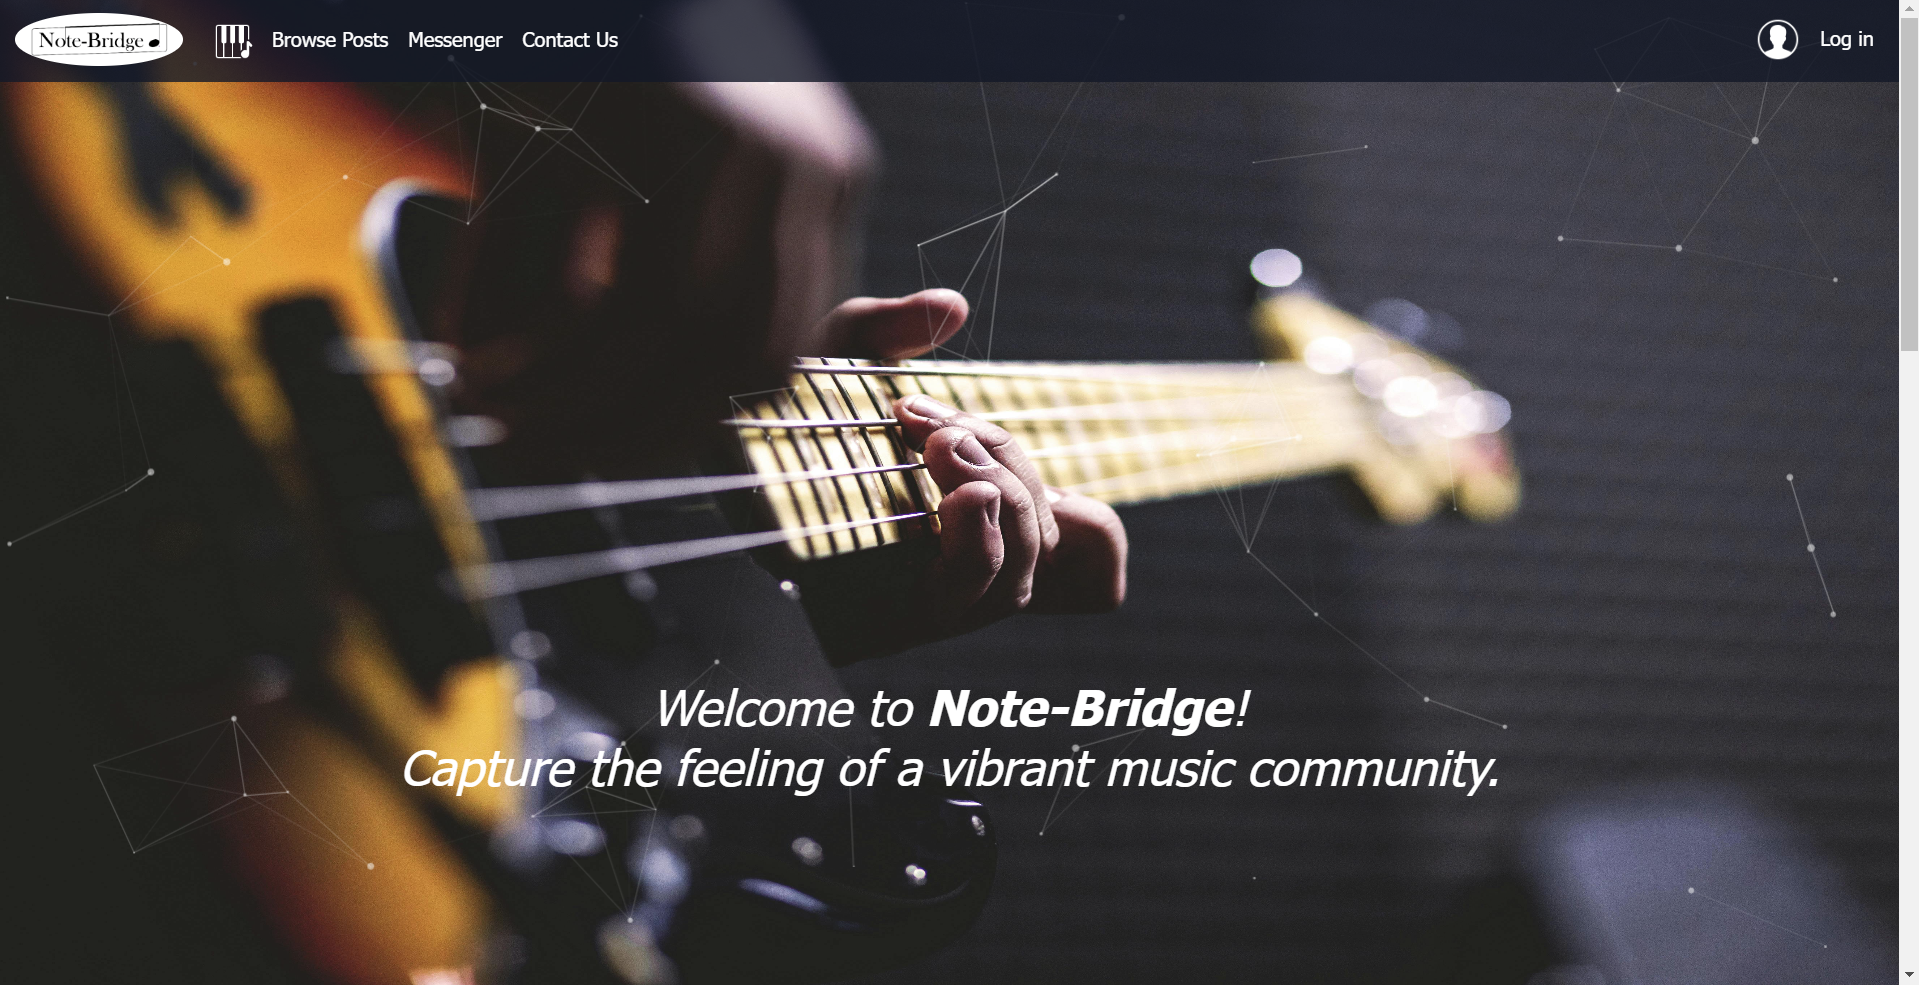 Note-Bridge
Browse Posts
Messenger
Contact Us
Log in
Welcome to Note-Bridge!
Capture the feeling of a vibrant music community.